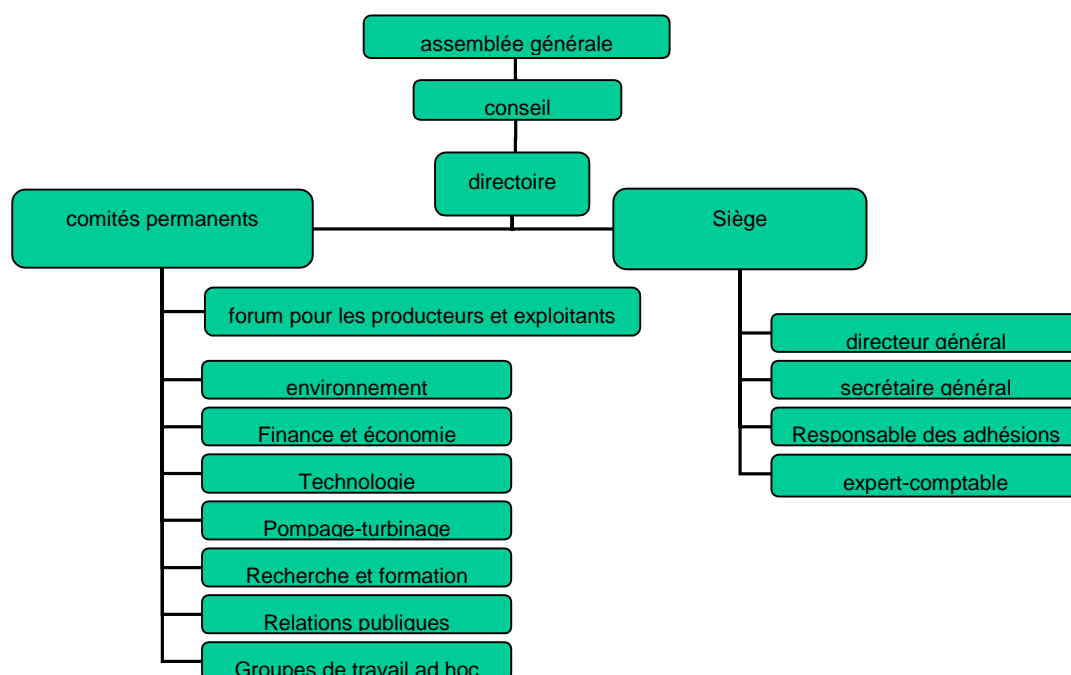 assemblée générale
conseil
directoire
comités permanents
Siège
forum pour les producteurs et exploitants
environnement
Finance et économie
Technologie
Pompage-turbinage
Recherche et formation
Relations publiques
Groupes de travail ad hoc
directeur général
secrétaire général
Responsable des adhésions
expert-comptable